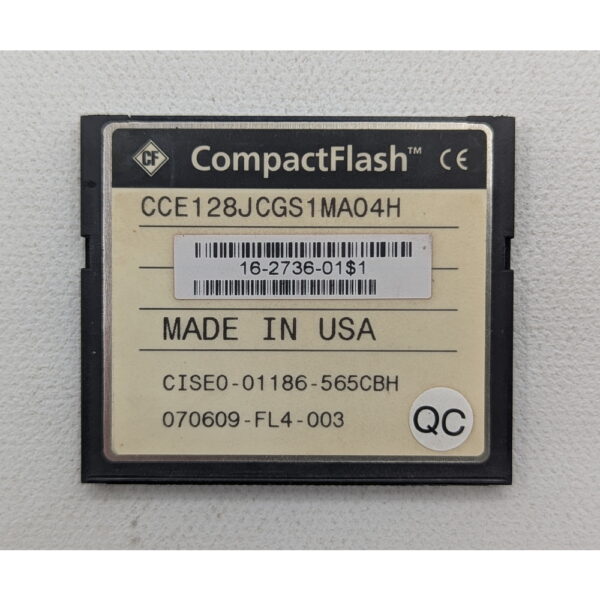 CF CompactFlash™ CE
CCE128JCGS1MA04H
16-2736-01$1
MADE IN USA
CISE0-01186-565CBH
070609-FL4-003
QC